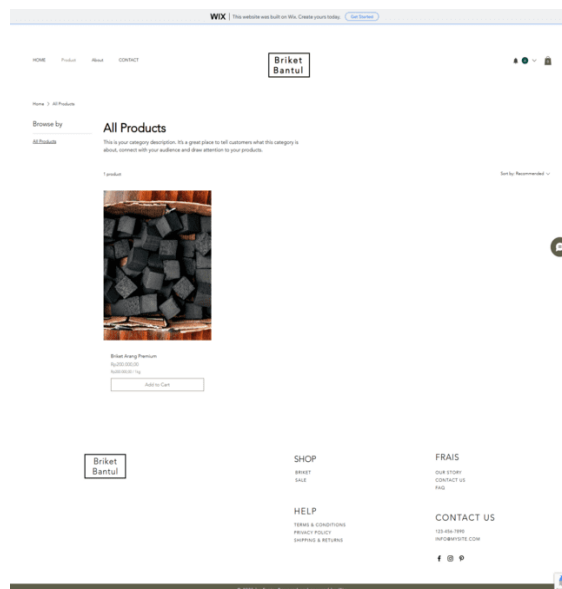 WIX This website was built on Wix. Create yours today. Get Started
HOME Product About CONTACT
Briket
Bantul
Home > All Products
Browse by
All Products
All Products
This is your category description. It's a great place to tell customers what this category is
about, connect with your audience and draw attention to your products.
1 product
Sort by: Recommended
Briket Arang Premium
Add to Cart
Briket
Bantul
SHOP
BRIKET
SALE
HELP
TERMS & CONDITIONS
PRIVACY POLICY
SHIPPING & RETURNS
FRAIS
OUR STORY
CONTACT US
FAQ
CONTACT US
123-456-7890
INFO@MYSITE.COM